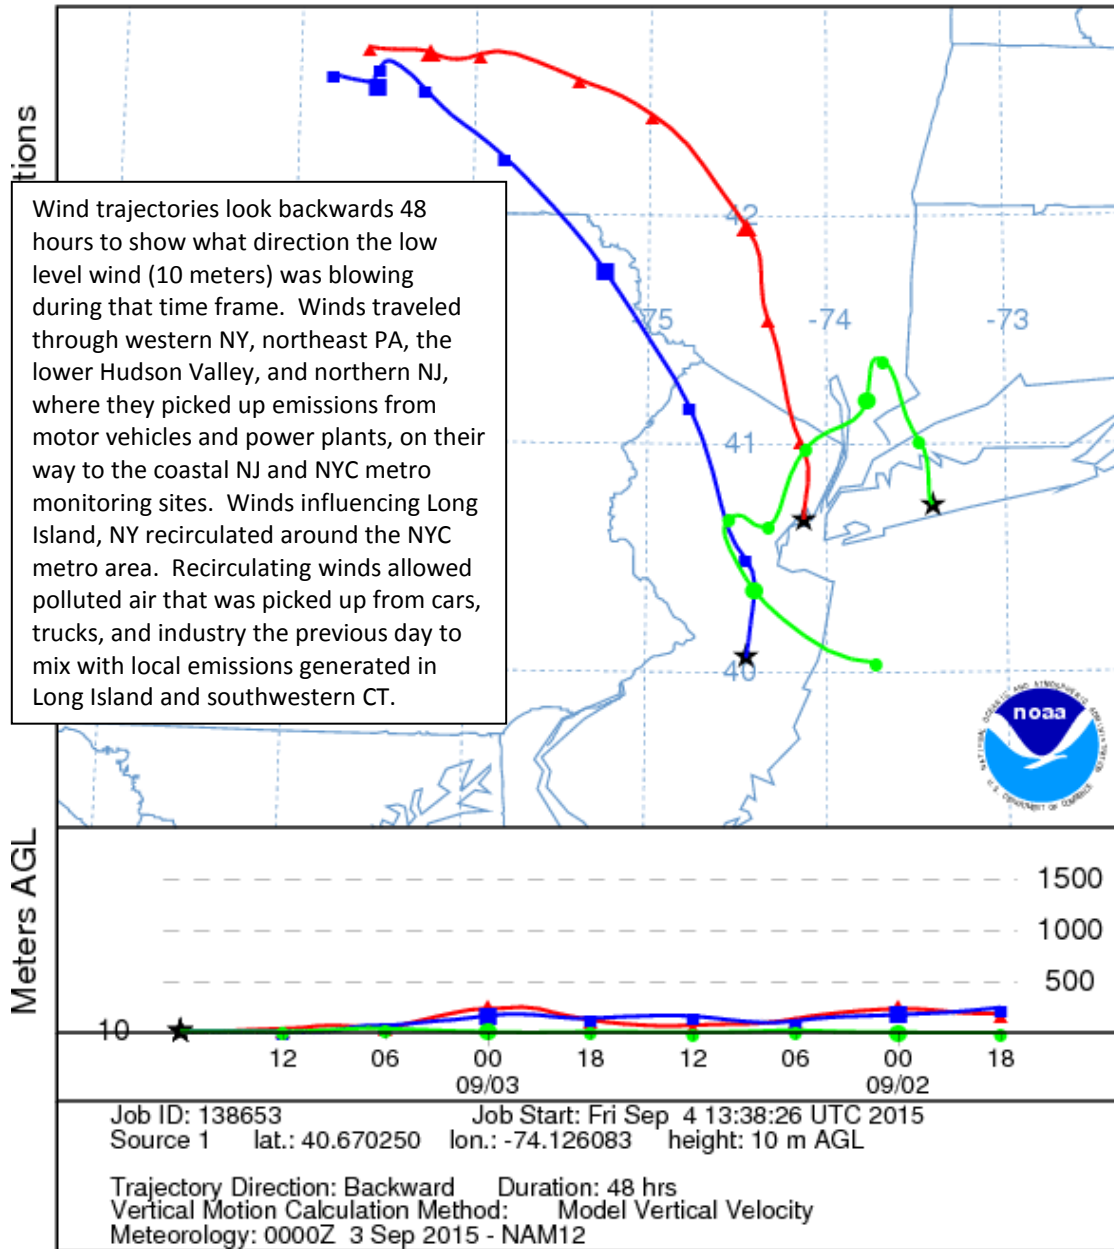 tions
Wind trajectories look backwards 48
hours to show what direction the low
level wind (10 meters) was blowing
during that time frame.  Winds traveled
through western NY, northeast PA, the
lower Hudson Valley, and northern NJ,
where they picked up emissions from
motor vehicles and power plants, on their
way to the coastal NJ and NYC metro
monitoring sites.  Winds influencing Long
Island, NY recirculated around the NYC
metro area.  Recirculating winds allowed
polluted air that was picked up from cars,
trucks, and industry the previous day to
mix with local emissions generated in
Long Island and southwestern CT.
42
-75 -74 -73
41
40
NATIONAL OCEANIC AND ATMOSPHERIC ADMINISTRATION
noaa
U.S. DEPARTMENT OF COMMERCE
Meters AGL
1500
1000
500
10
12 06 00 18 12 06 00 18
09/03 09/02
Job ID: 138653 Job Start: Fri Sep 4 13:38:26 UTC 2015
Source 1 lat.: 40.670250 lon.: -74.126083 height: 10 m AGL
Trajectory Direction: Backward Duration: 48 hrs
Vertical Motion Calculation Method: Model Vertical Velocity
Meteorology: 0000Z 3 Sep 2015 - NAM12